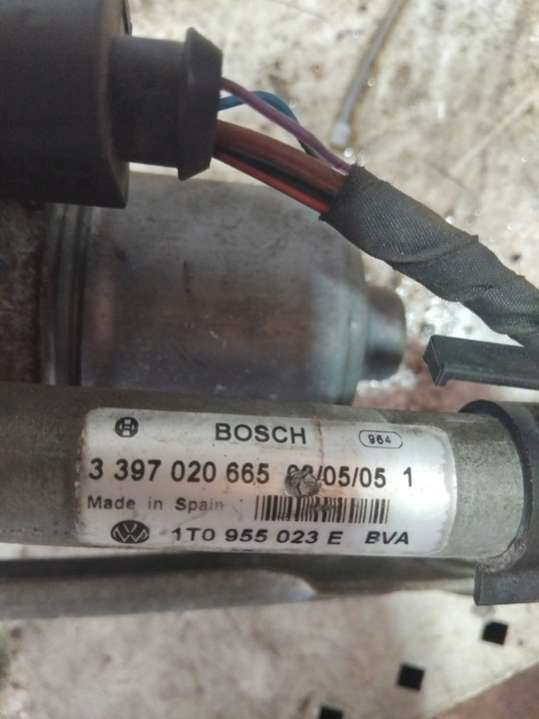 BOSCH 964
3 397 020 665 /05/05 1
Made in Spain
1T0 955 023 E BVA